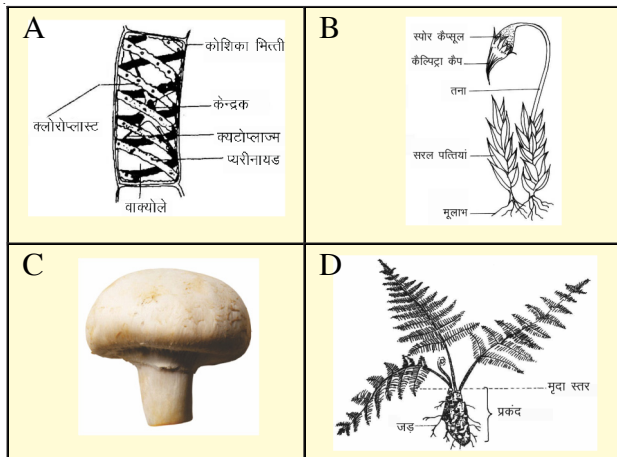 A
कोशिका भित्ती
केन्द्रक
क्लोरोप्लास्ट
क्यटोप्लाज्म
प्यरीनायड
वाक्योले
B
स्पोर कैप्सूल
कैल्पिट्रा कैप
तना
सरल पत्तियां
मूलाभ
C
D
मृदा स्तर
प्रकंद
जड़